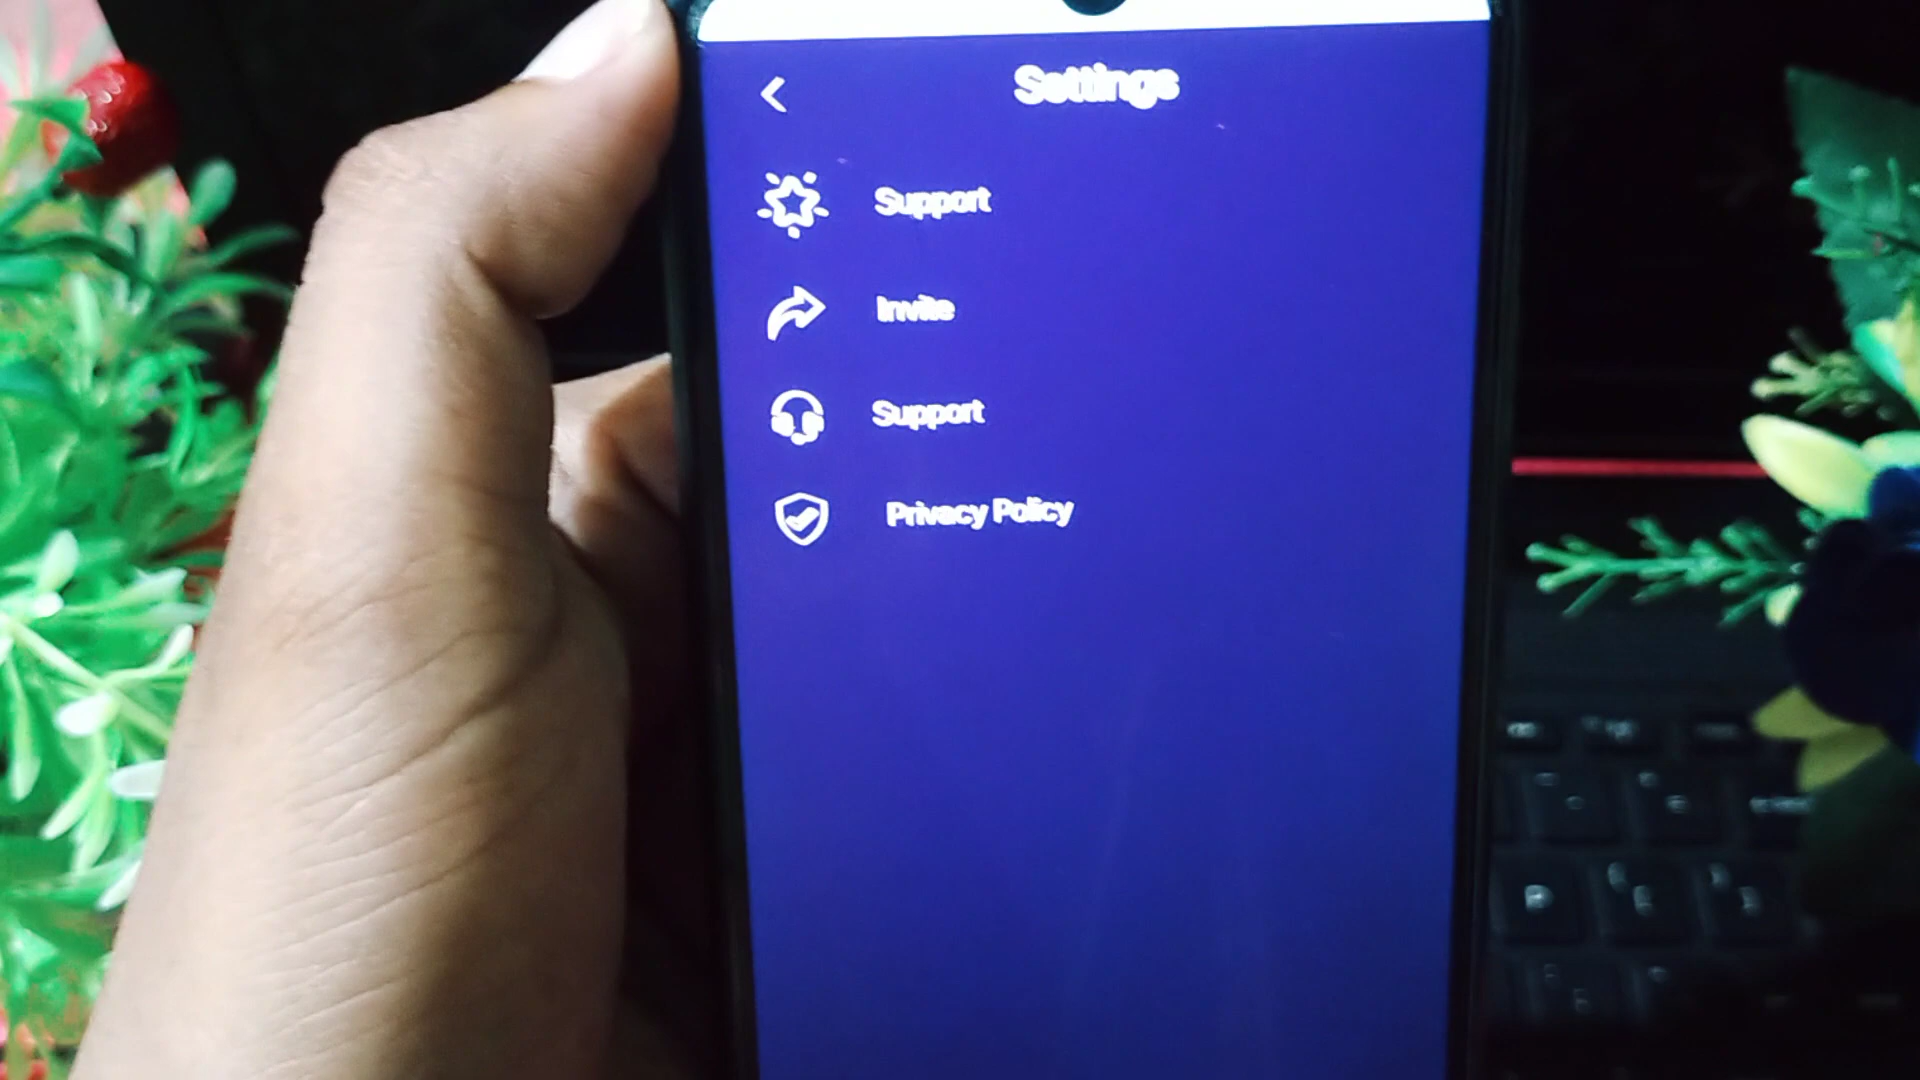 Settings
Support
Invite
Support
Privacy Policy